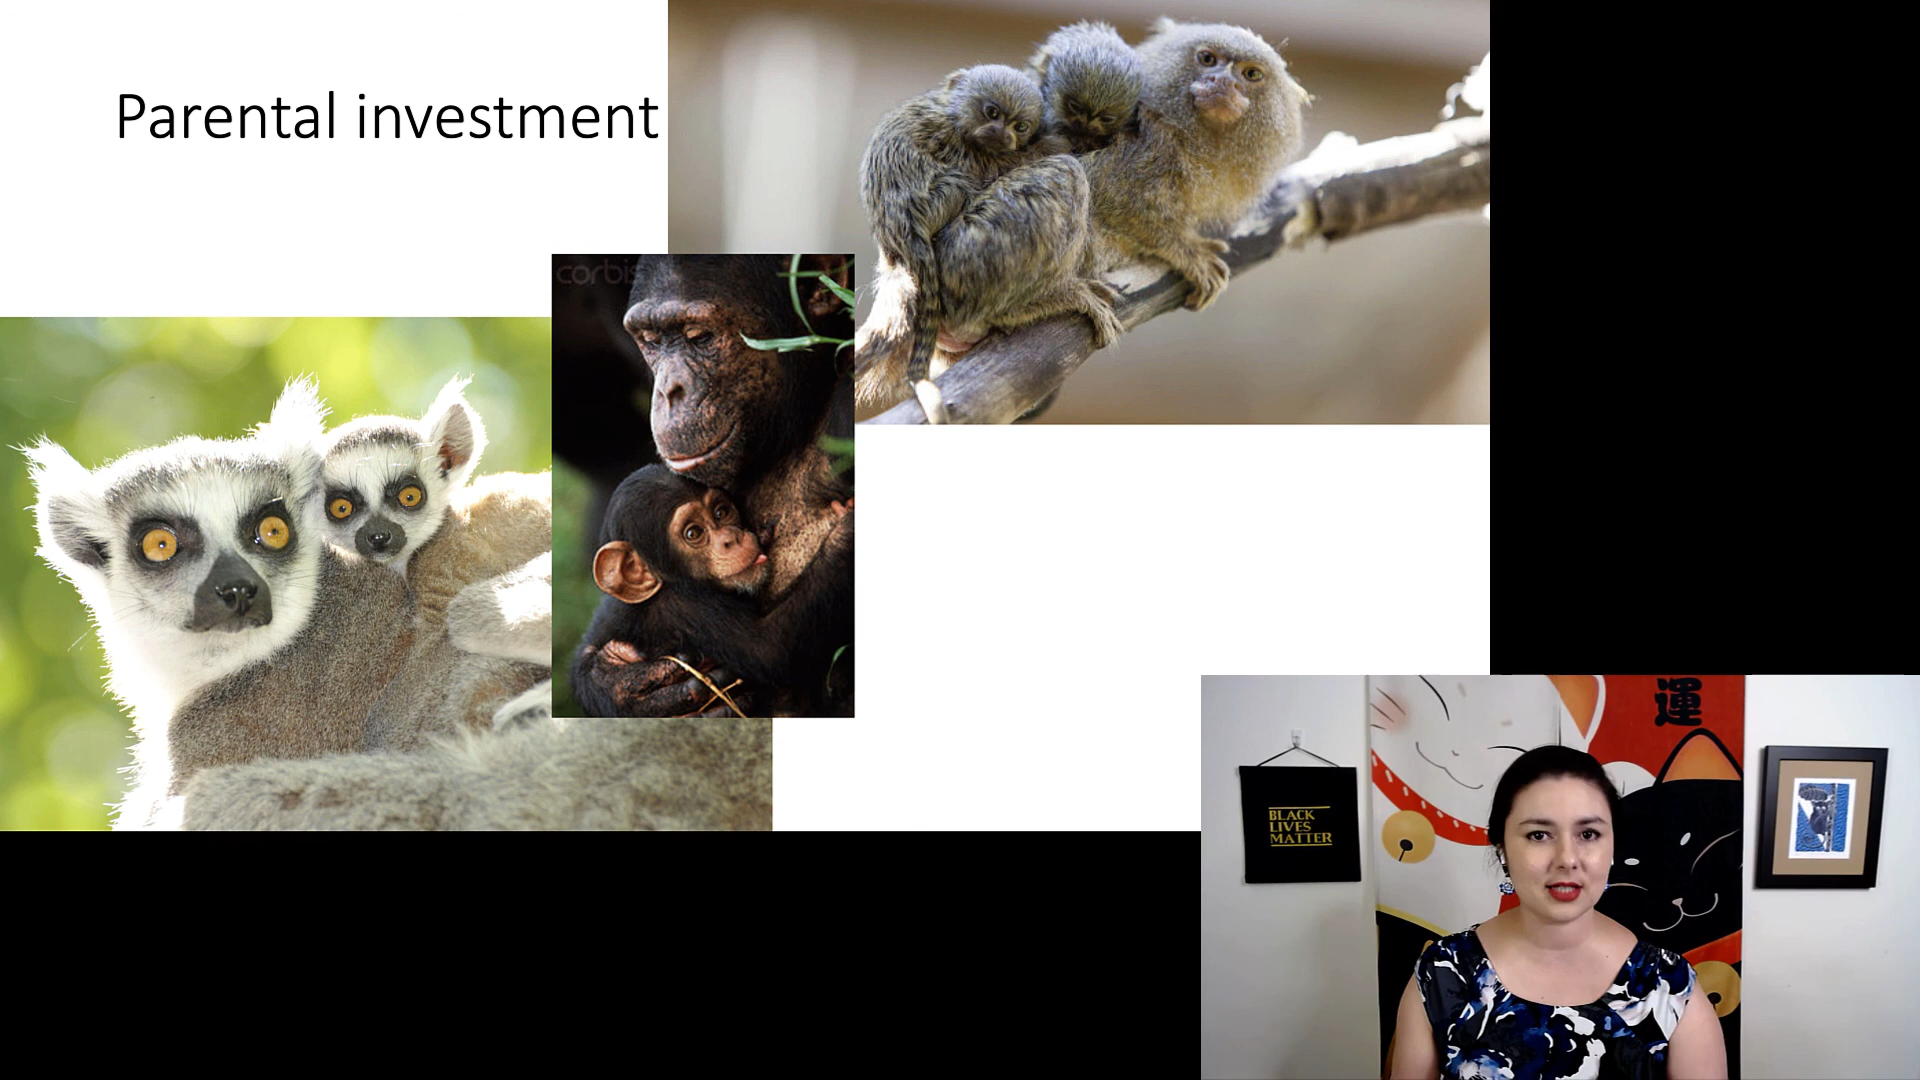 Parental investment
corbis
運
BLACK
LIVES
MATTER